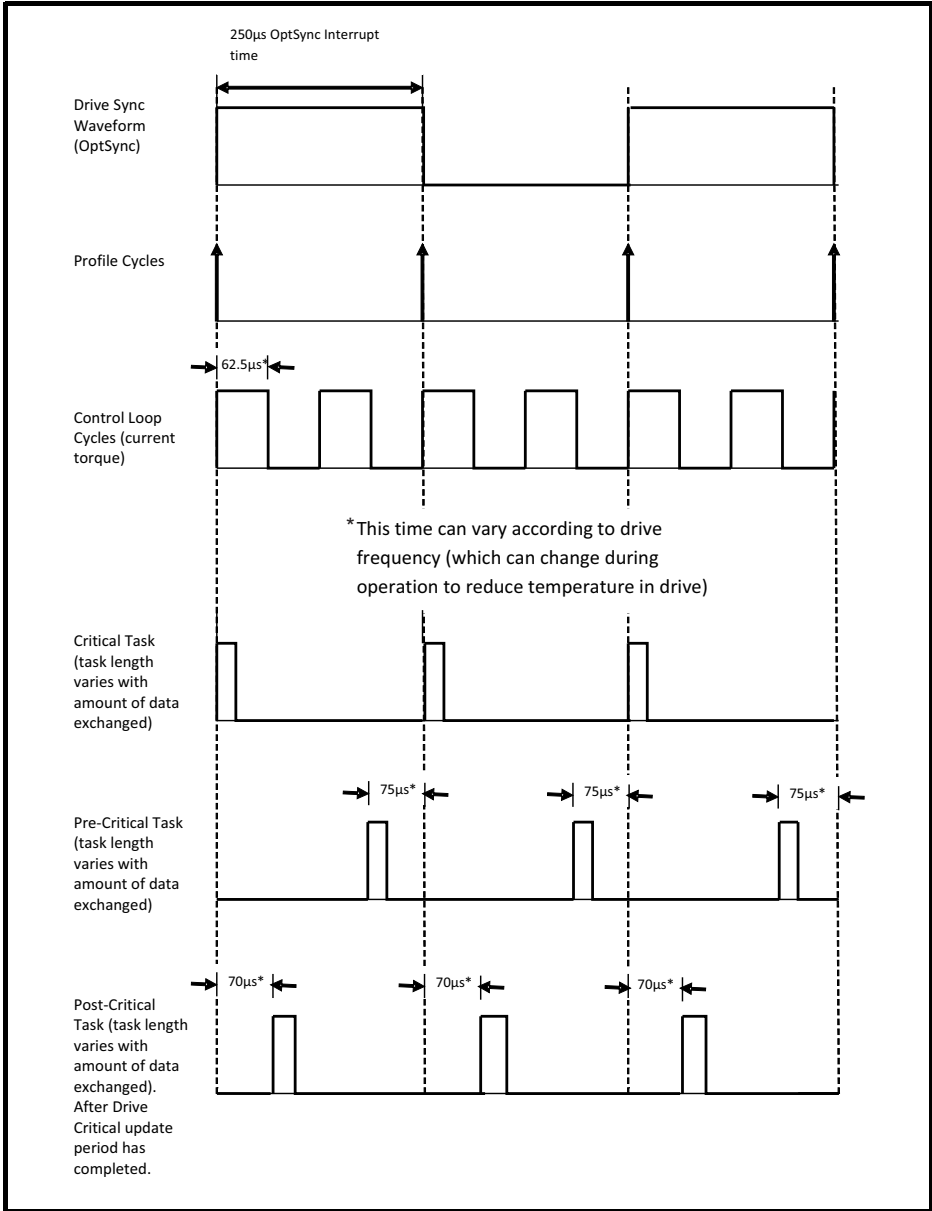 250µs OptSync Interrupt
time
Drive Sync
Waveform
(OptSync)
Profile Cycles
62.5µs*
Control Loop
Cycles (current
torque)
*This time can vary according to drive
frequency (which can change during
operation to reduce temperature in drive)
Critical Task
(task length
varies with
amount of data
exchanged)
75µs*
75µs*
75µs*
Pre-Critical Task
(task length
varies with
amount of data
exchanged)
70µs*
70µs*
70µs*
Post-Critical
Task (task length
varies with
amount of data
exchanged).
After Drive
Critical update
period has
completed.